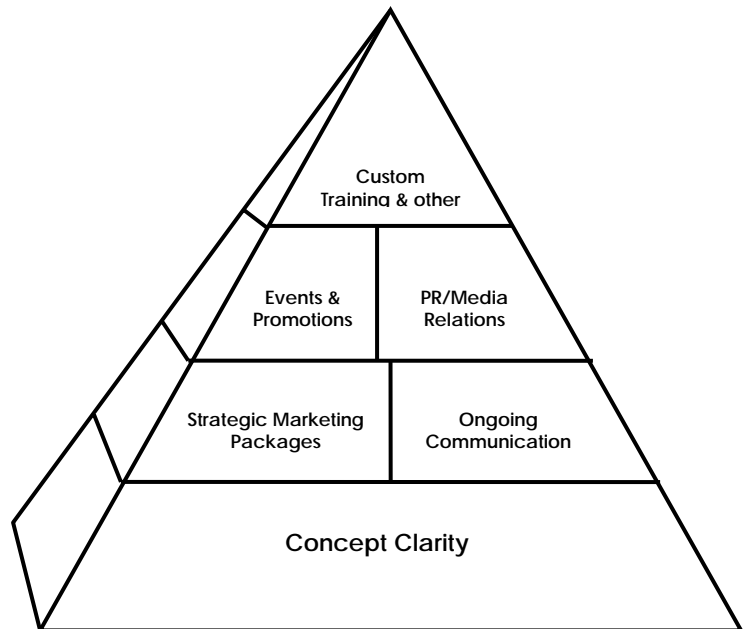 Custom
Training & other
Events &
Promotions
PR/Media
Relations
Strategic Marketing
Packages
Ongoing
Communication
Concept Clarity